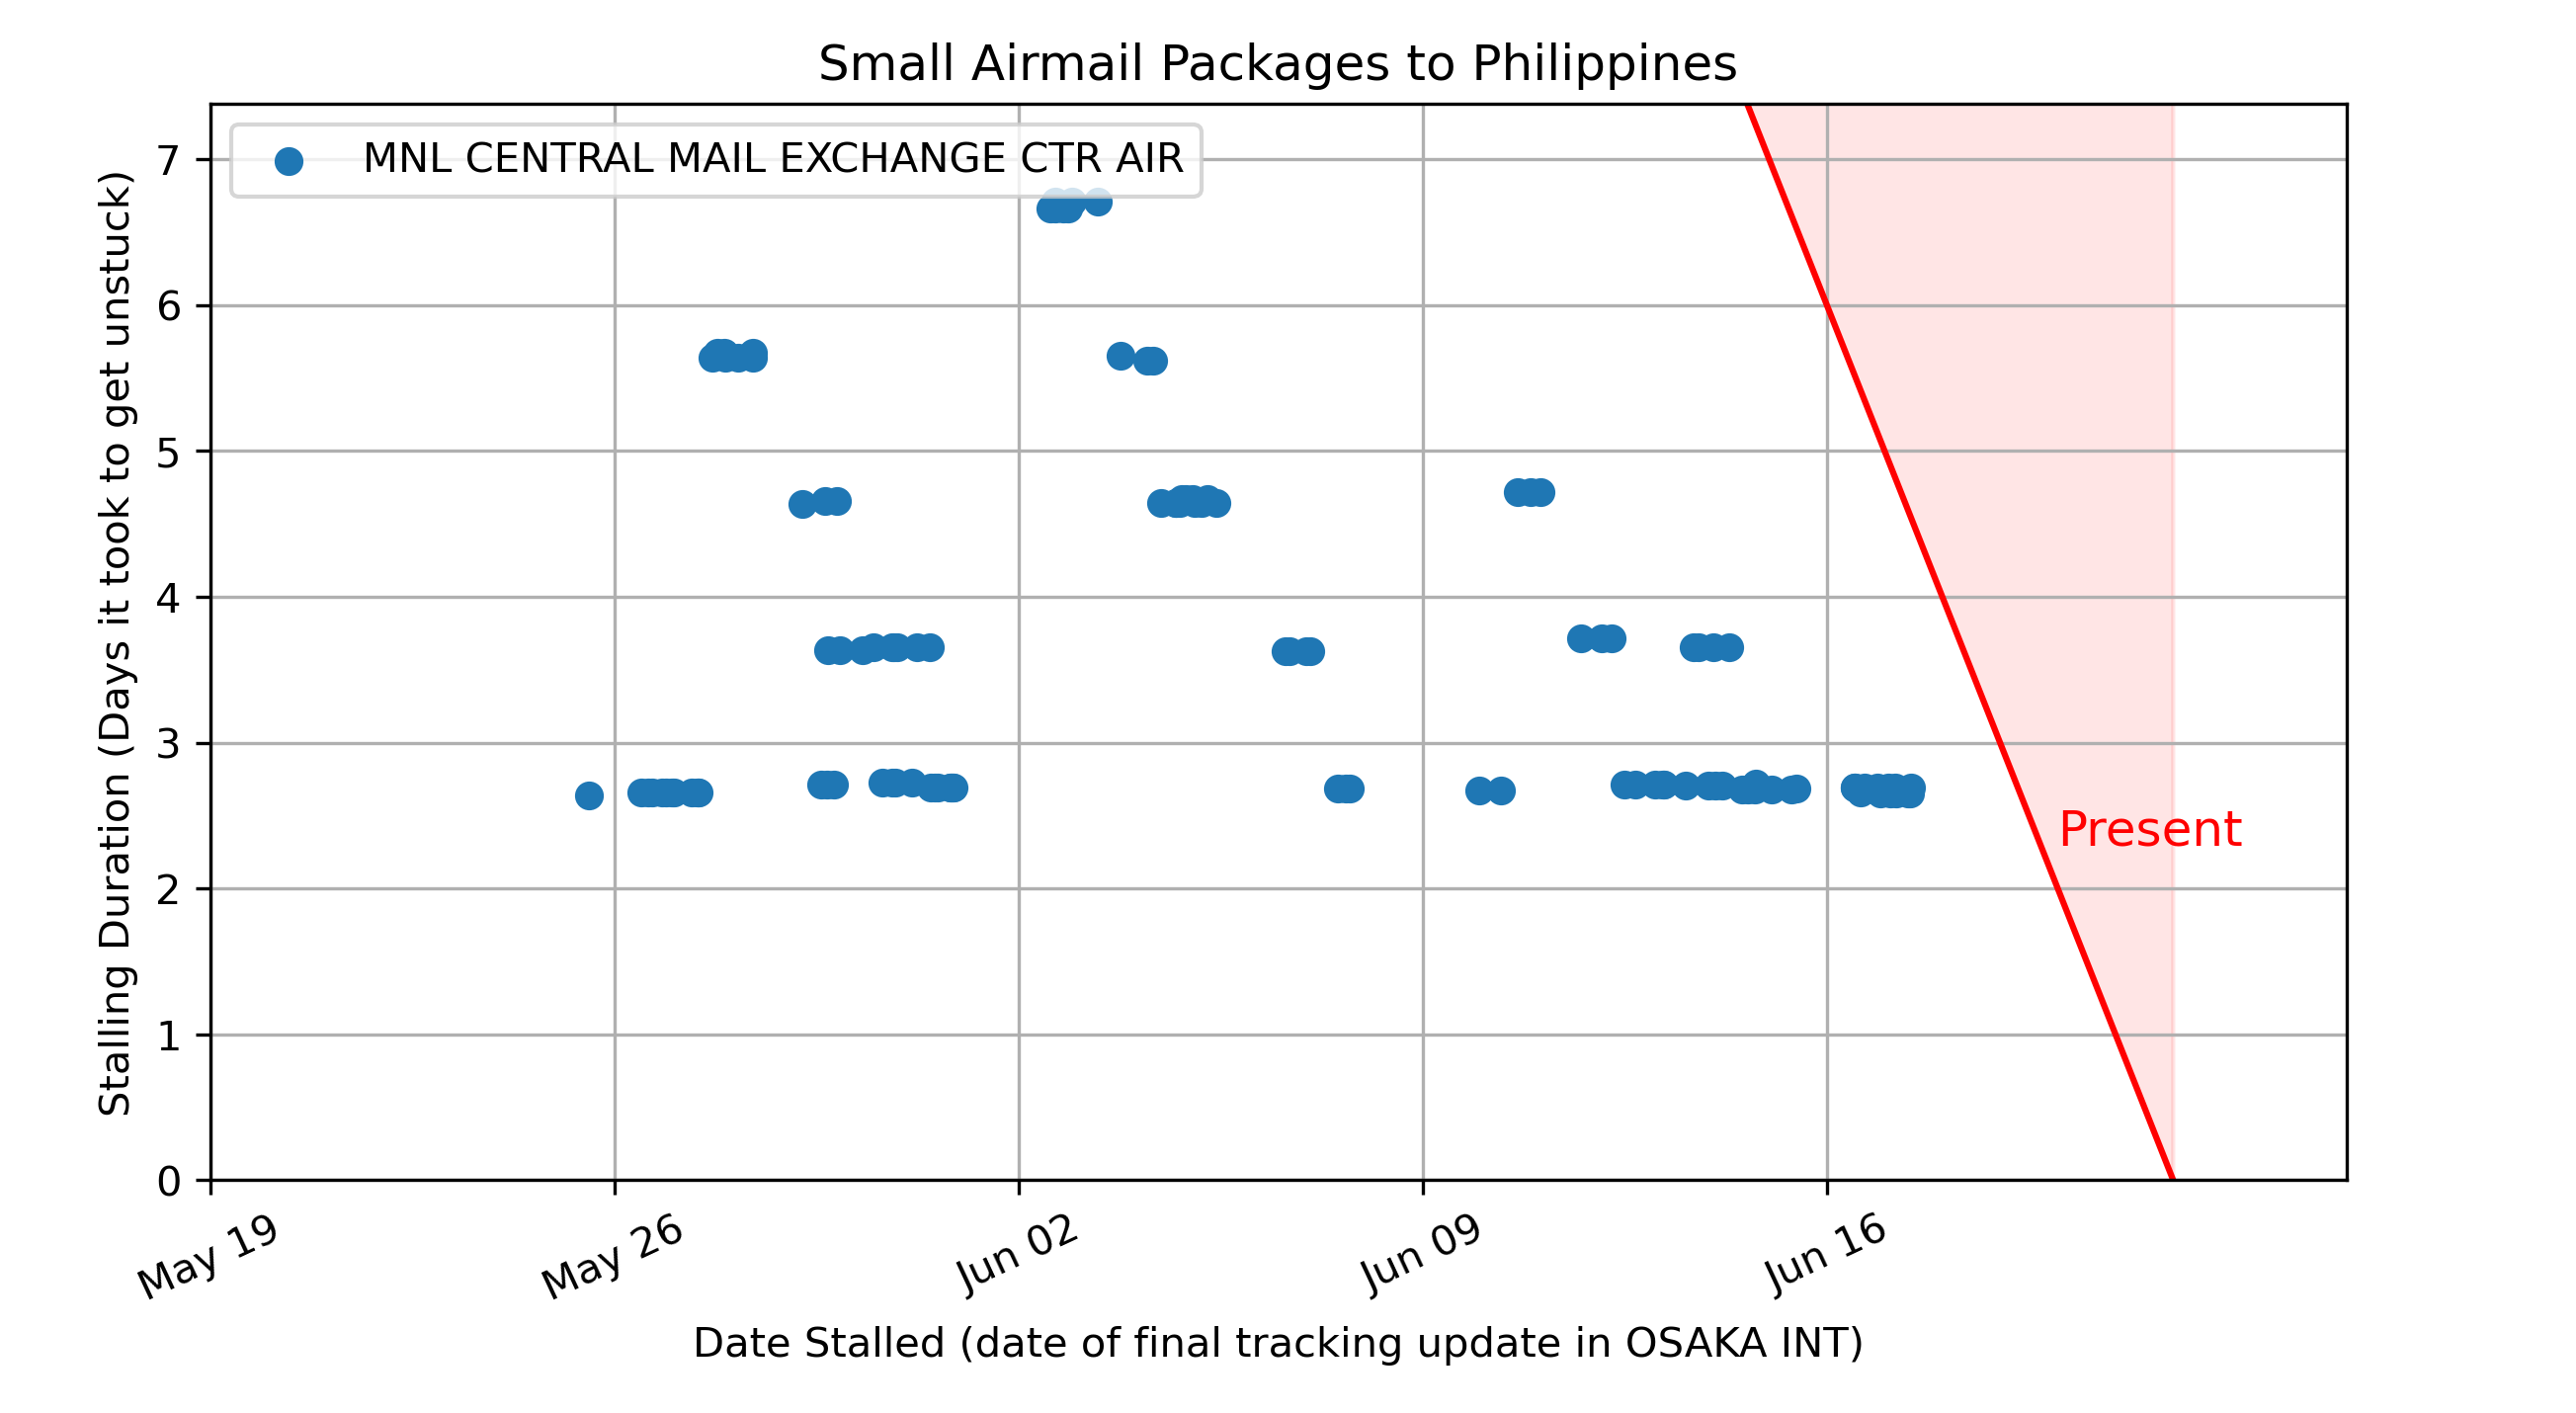 Small Airmail Packages to Philippines
MNL CENTRAL MAIL EXCHANGE CTR AIR
Stalling Duration (Days it took to get unstuck)
7
6
5
4
3
2
1
0
Present
May 19
May 26
Jun 02
Jun 09
Jun 16
Date Stalled (date of final tracking update in OSAKA INT)